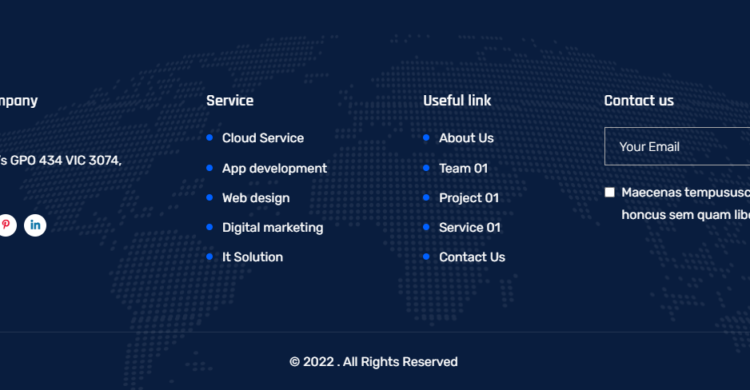 mpany
's GPO 434 VIC 3074,
Service
Cloud Service
App development
Web design
Digital marketing
It Solution
Useful link
About Us
Team 01
Project 01
Service 01
Contact Us
Contact us
Your Email
Maecenas tempususc
honcus sem quam libe
© 2022 . All Rights Reserved